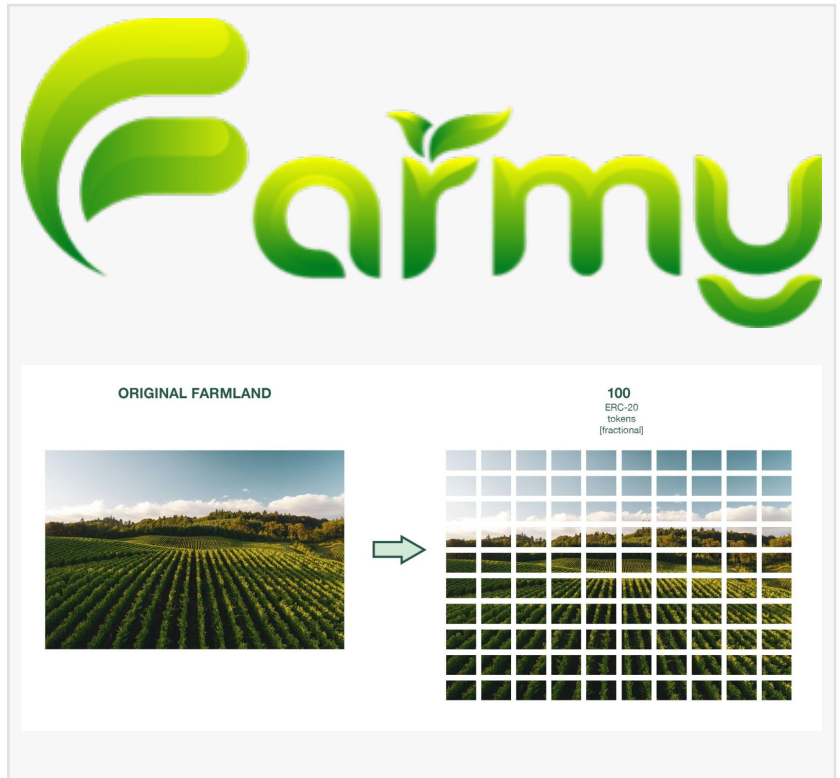 Farmy
ORIGINAL FARMLAND
100
ERC-20
tokens
[fractional]